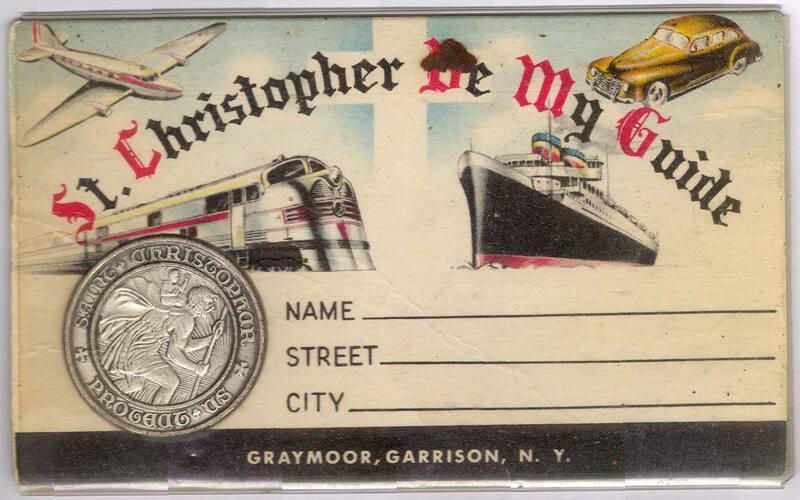 St. Christopher Be My Guide
NAME
STREET
CITY
SAINT CHRISTOPHER
PROTECT US
GRAYMOOR, GARRISON, N. Y.